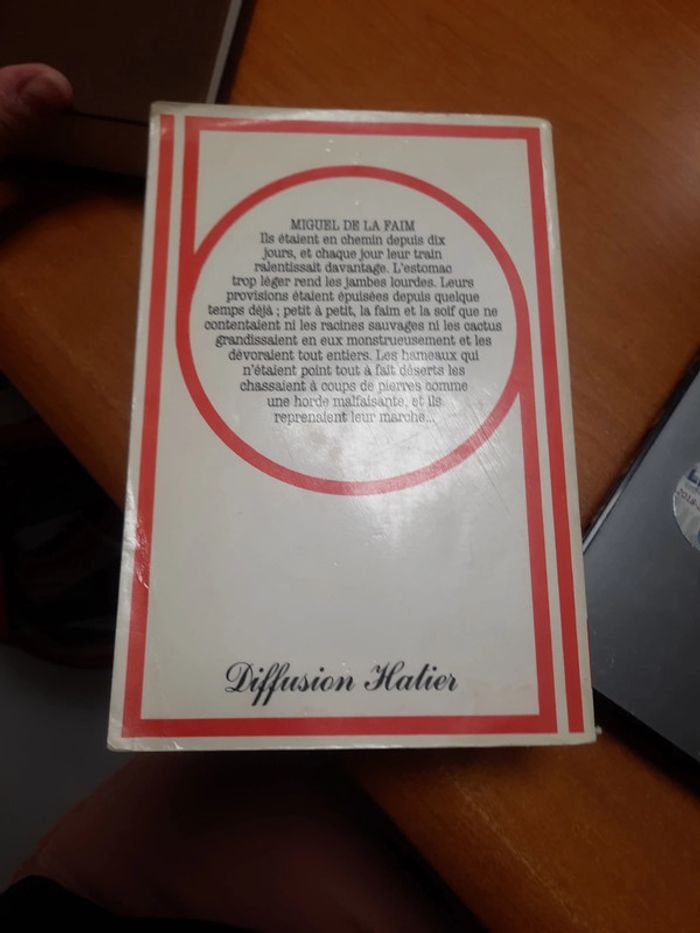 MIGUEL DE LA FAIM
Ils étaient en chemin depuis dix
jours, et chaque jour leur train
ralentissait davantage. L'estomac
trop léger rend les jambes lourdes. Leurs
provisions étaient épuisées depuis quelque
temps déjà ; petit à petit, la faim et la soif que ne
contentaient ni les racines sauvages ni les cactus
grandissaient en eux monstrueusement et les
dévoraient tout entiers. Les hameaux qui
n'étaient point tout à fait déserts les
chassaient à coups de pierres comme
une horde malfaisante, et ils
reprenaient leur marche...
Diffusion Hatier